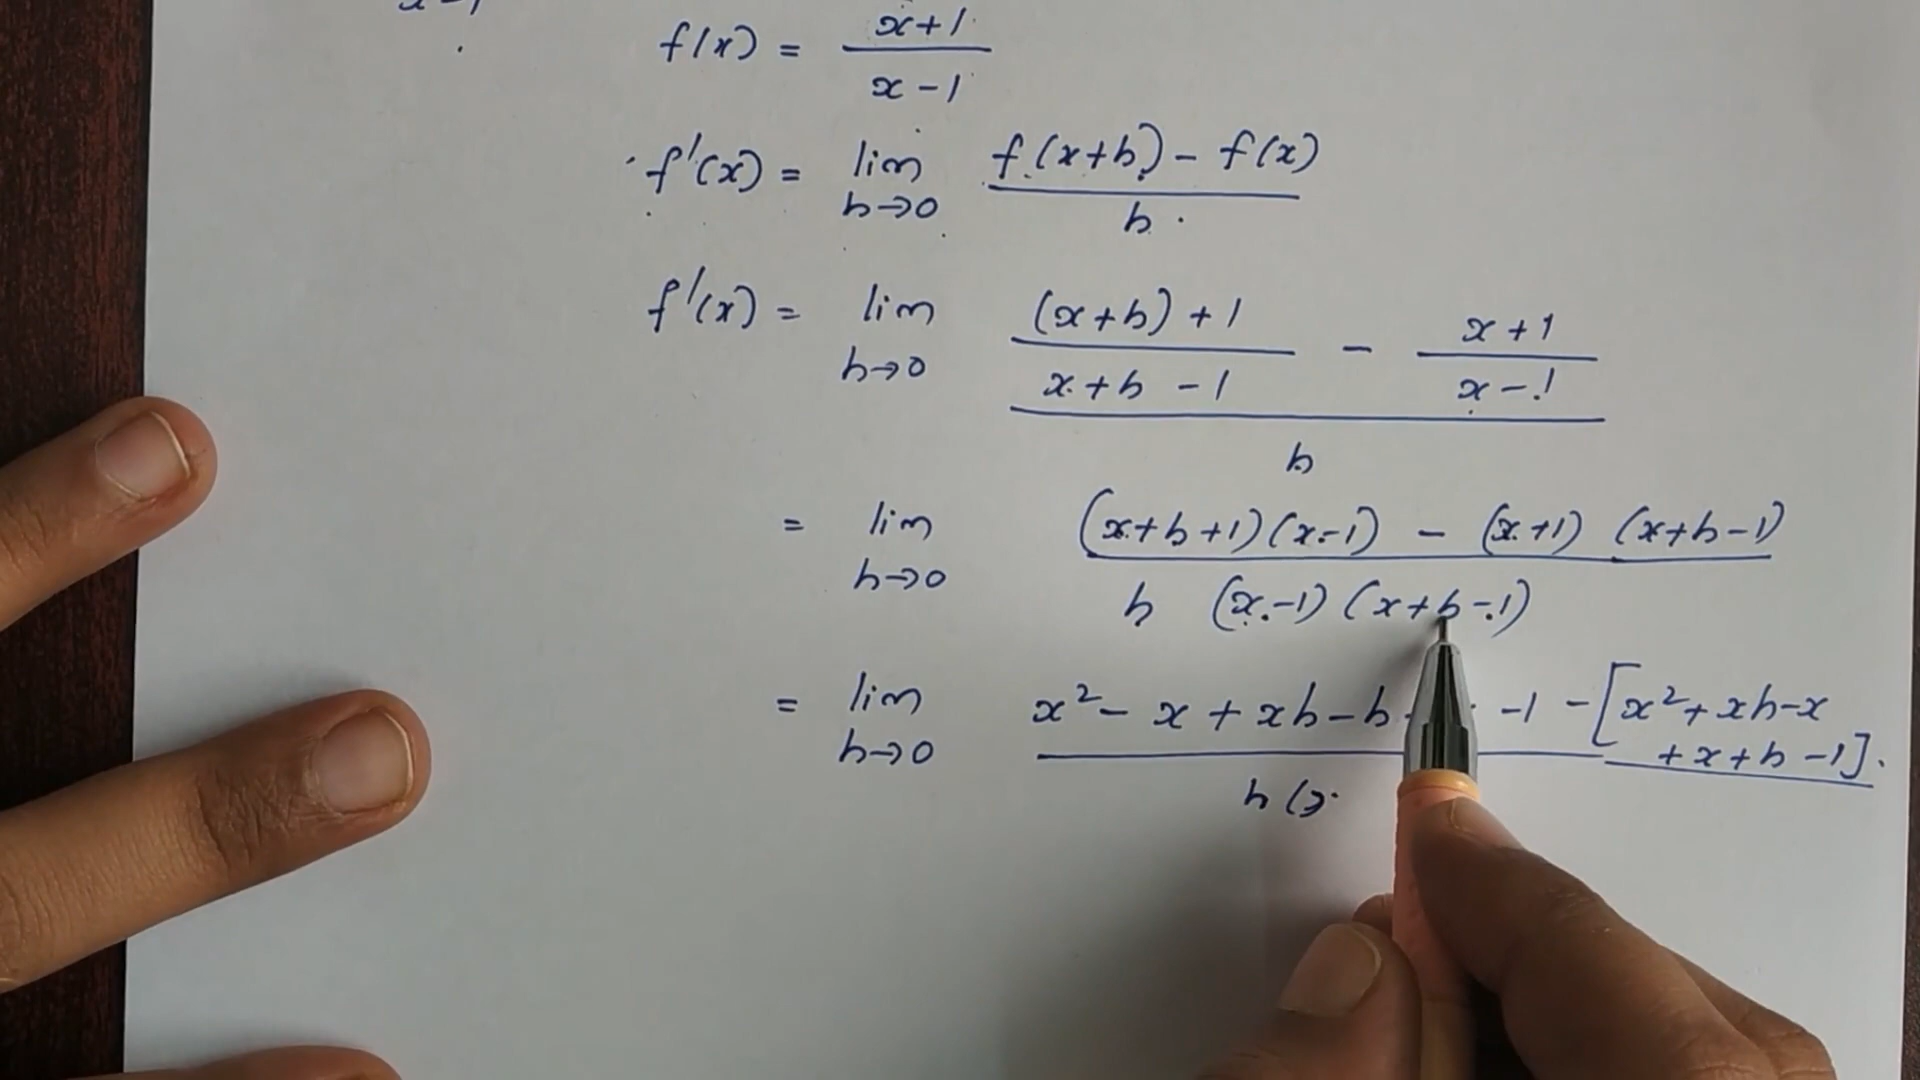 f(x) = x+1
x-1
f'(x) = lim f(x+h) - f(x)
h→0 h
f'(x) = lim (x+h)+1 - x+1
h→0 x+h-1 x-1
h
= lim (x+h+1)(x-1) - (x+1) (x+h-1)
h→0 h (x-1)(x+h-1)
= lim x²- x + xh-h -1 -[x²+xh-x
h→0 +x+h-1].
h (